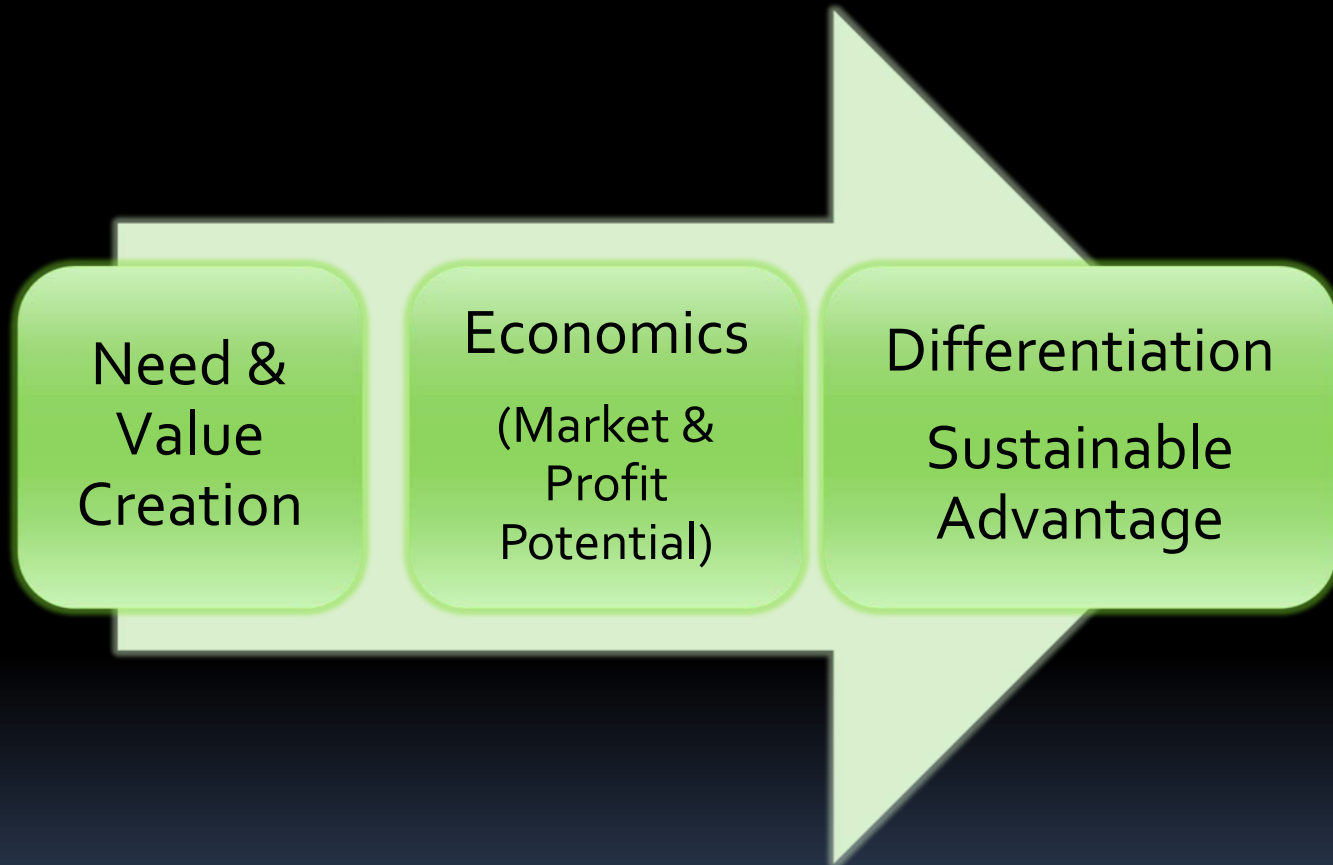 Need &
Value
Creation
Economics
(Market &
Profit
Potential)
Differentiation
Sustainable
Advantage